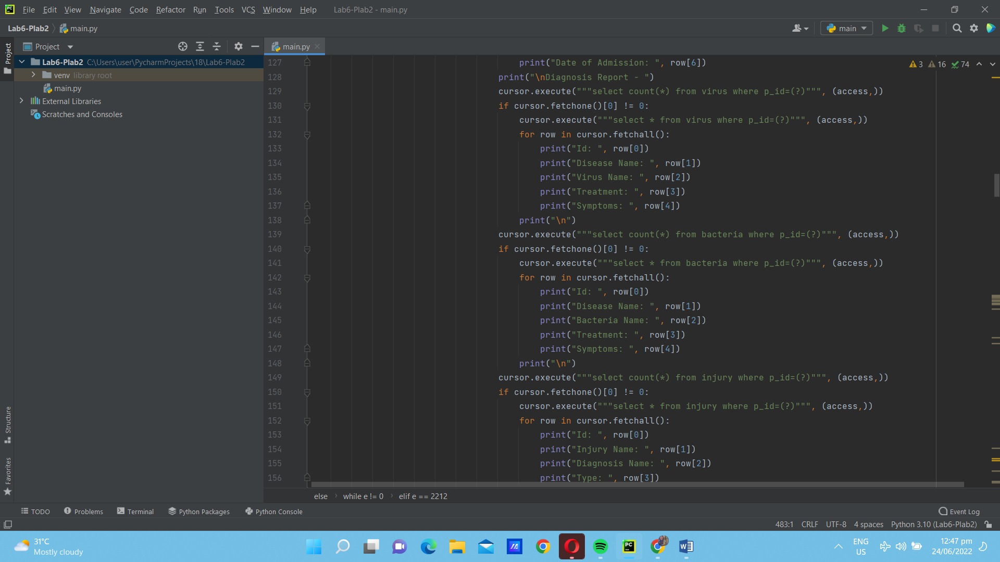 File Edit View Navigate Code Refactor Run Tools VCS Window Help Lab6-Plab2 - main.py
Lab6-Plab2 main.py main
Project main.py
Project
Lab6-Plab2 C:\Users\user\PycharmProjects\18\Lab6-Plab2
venv library root
main.py
External Libraries
Scratches and Consoles
Structure
Favorites
3 16 74
127 print("Date of Admission: ", row[6])
128 print("\nDiagnosis Report - ")
129 cursor.execute("""select count(*) from virus where p_id=(?)""", (access,))
130 if cursor.fetchone()[0] != 0:
131 cursor.execute("""select * from virus where p_id=(?)""", (access,))
132 for row in cursor.fetchall():
133 print("Id: ", row[0])
134 print("Disease Name: ", row[1])
135 print("Virus Name: ", row[2])
136 print("Treatment: ", row[3])
137 print("Symptoms: ", row[4])
138 print("\n")
139 cursor.execute("""select count(*) from bacteria where p_id=(?)""", (access,))
140 if cursor.fetchone()[0] != 0:
141 cursor.execute("""select * from bacteria where p_id=(?)""", (access,))
142 for row in cursor.fetchall():
143 print("Id: ", row[0])
144 print("Disease Name: ", row[1])
145 print("Bacteria Name: ", row[2])
146 print("Treatment: ", row[3])
147 print("Symptoms: ", row[4])
148 print("\n")
149 cursor.execute("""select count(*) from injury where p_id=(?)""", (access,))
150 if cursor.fetchone()[0] != 0:
151 cursor.execute("""select * from injury where p_id=(?)""", (access,))
152 for row in cursor.fetchall():
153 print("Id: ", row[0])
154 print("Injury Name: ", row[1])
155 print("Diagnosis Name: ", row[2])
156 print("Type: ", row[3])
else while e != 0 elif e == 2212
TODO Problems Terminal Python Packages Python Console Event Log
483:1 CRLF UTF-8 4 spaces Python 3.10 (Lab6-Plab2)
31°C
Mostly cloudy
ENG
US
12:47 pm
24/06/2022